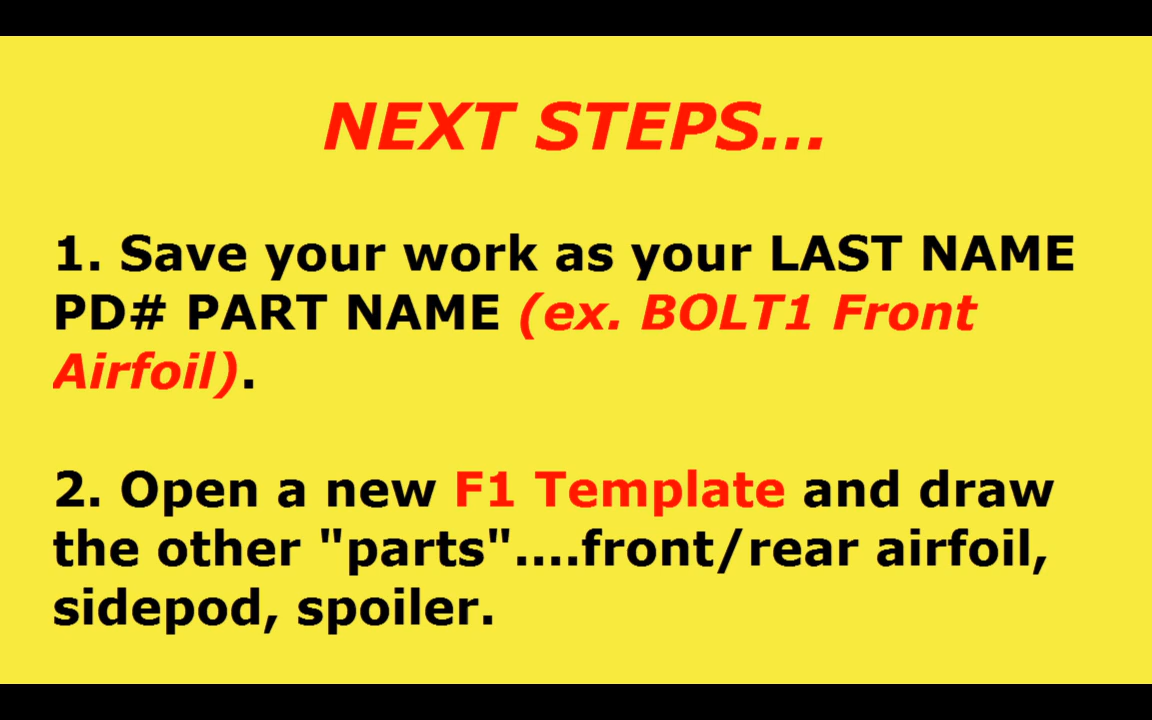 NEXT STEPS...
1. Save your work as your LAST NAME
PD# PART NAME (ex. BOLT1 Front
Airfoil).
2. Open a new F1 Template and draw
the other "parts"....front/rear airfoil,
sidepod, spoiler.